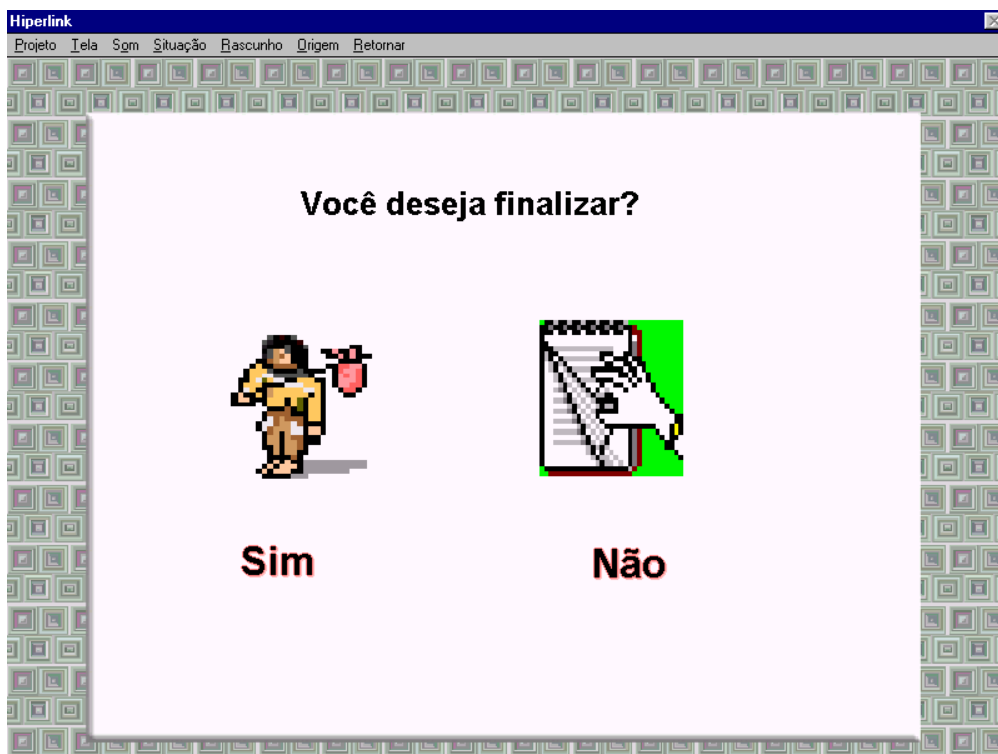 Hiperlink
Projeto Tela Som Situação Rascunho Origem Retornar
Você deseja finalizar?
Sim Não